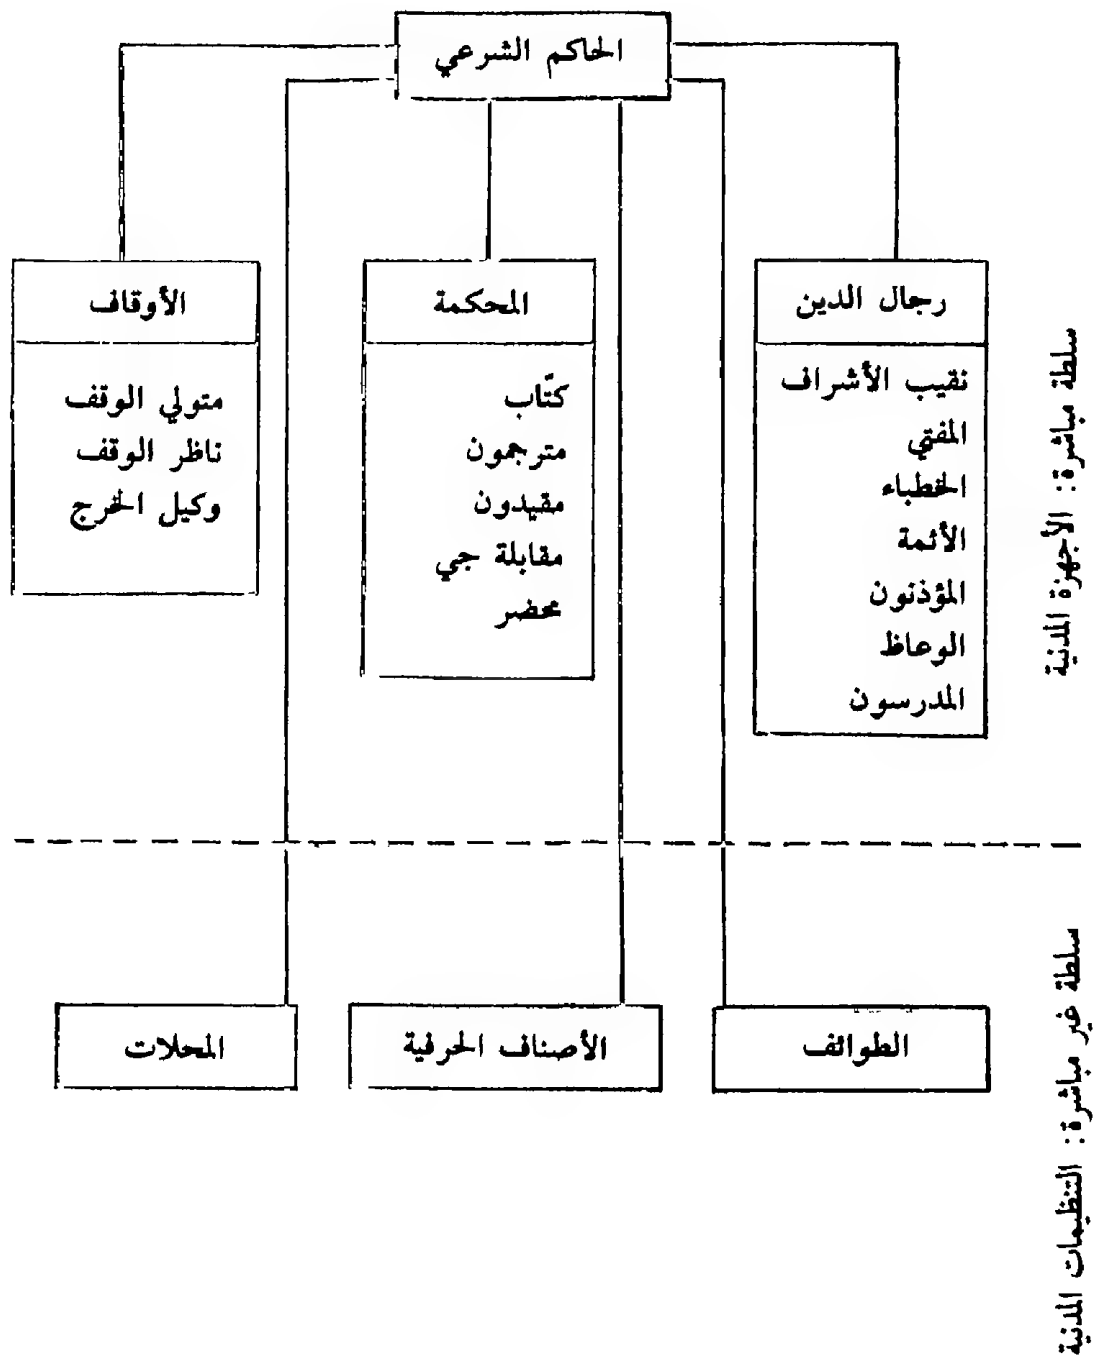 الحاكم الشرعي
رجال الدين
نقيب الأشراف
المفتي
الخطباء
الأئمة
المؤذنون
الوعاظ
المدرسون
المحكمة
كتّاب
مترجمون
مقيدون
مقابلة جي
محضر
الأوقاف
متولي الوقف
ناظر الوقف
وكيل الخرج
سلطة مباشرة: الأجهزة المدنية
الطوائف
الأصناف الحرفية
المحلات
سلطة غير مباشرة: التنظيمات المدنية